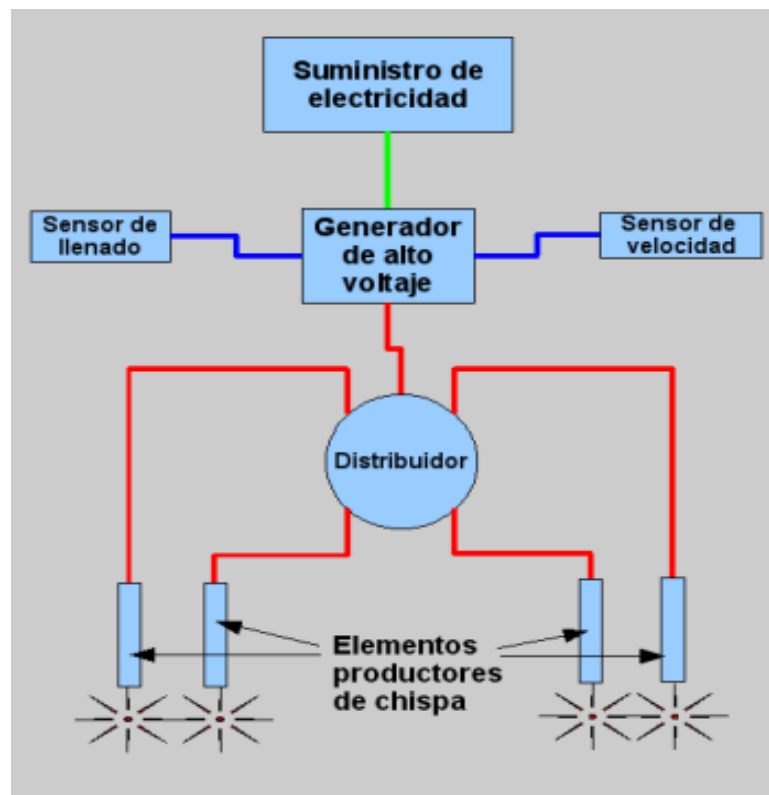 Suministro de
electricidad
Sensor de
llenado
Generador
de alto
voltaje
Sensor de
velocidad
Distribuidor
Elementos
productores
de chispa